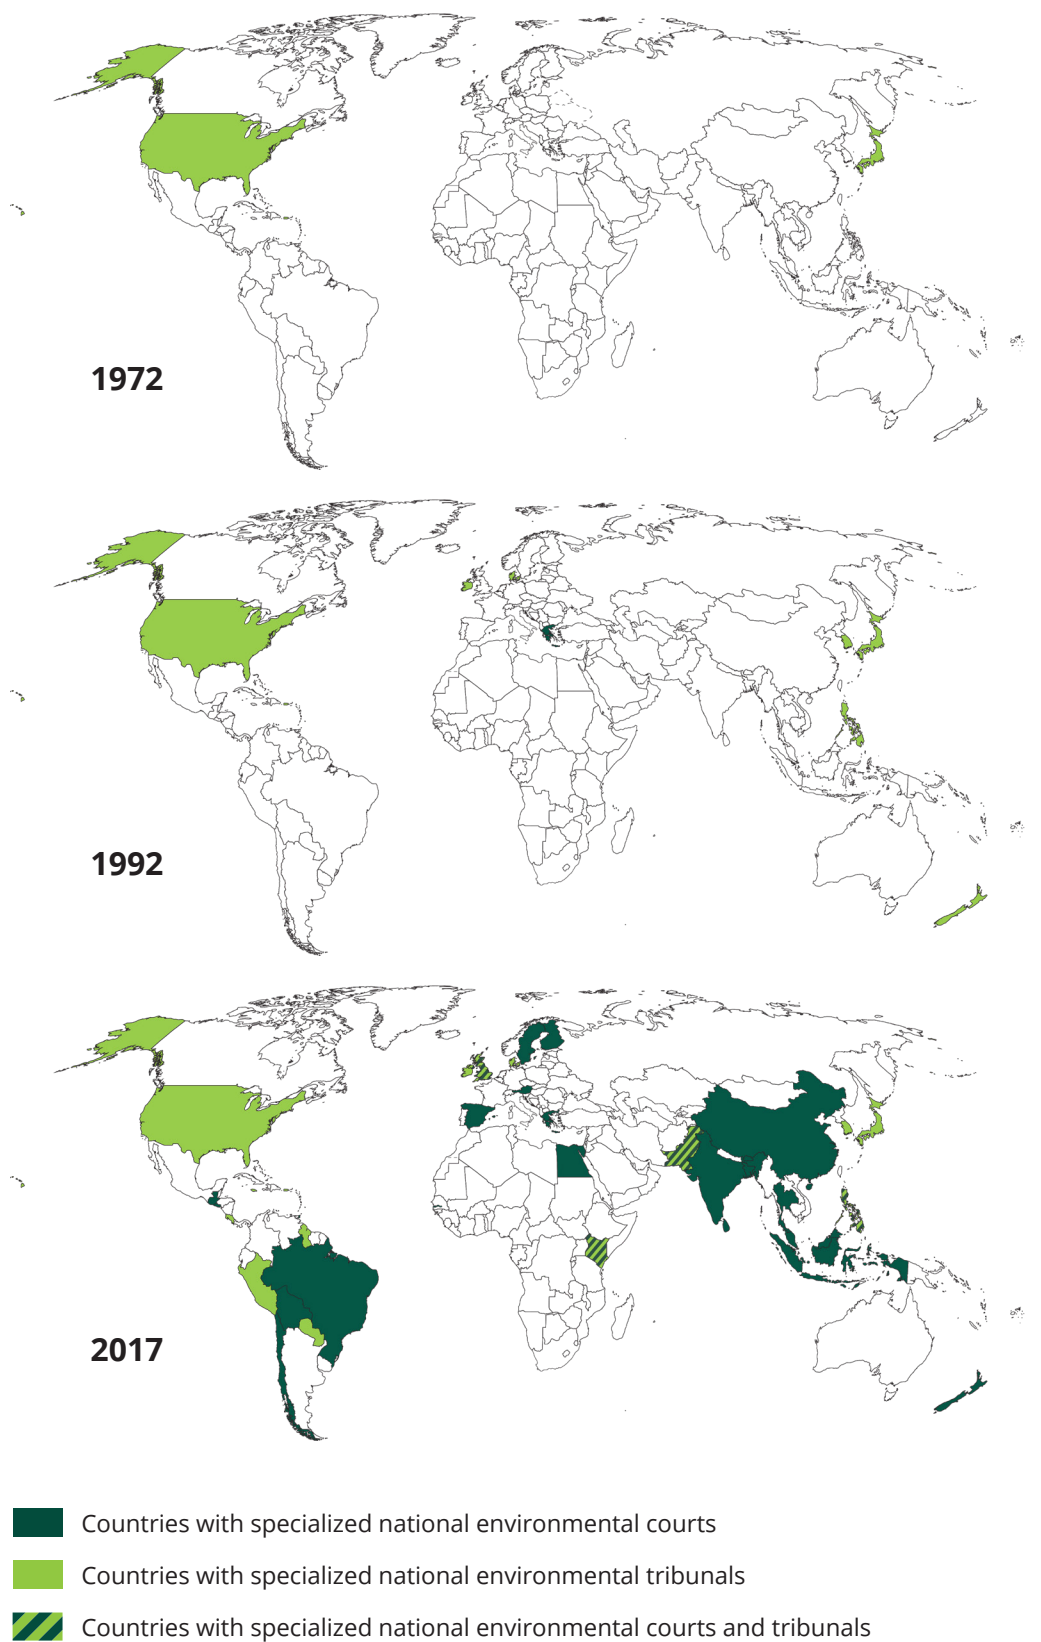 1972
1992
2017
Countries with specialized national environmental courts
Countries with specialized national environmental tribunals
Countries with specialized national environmental courts and tribunals